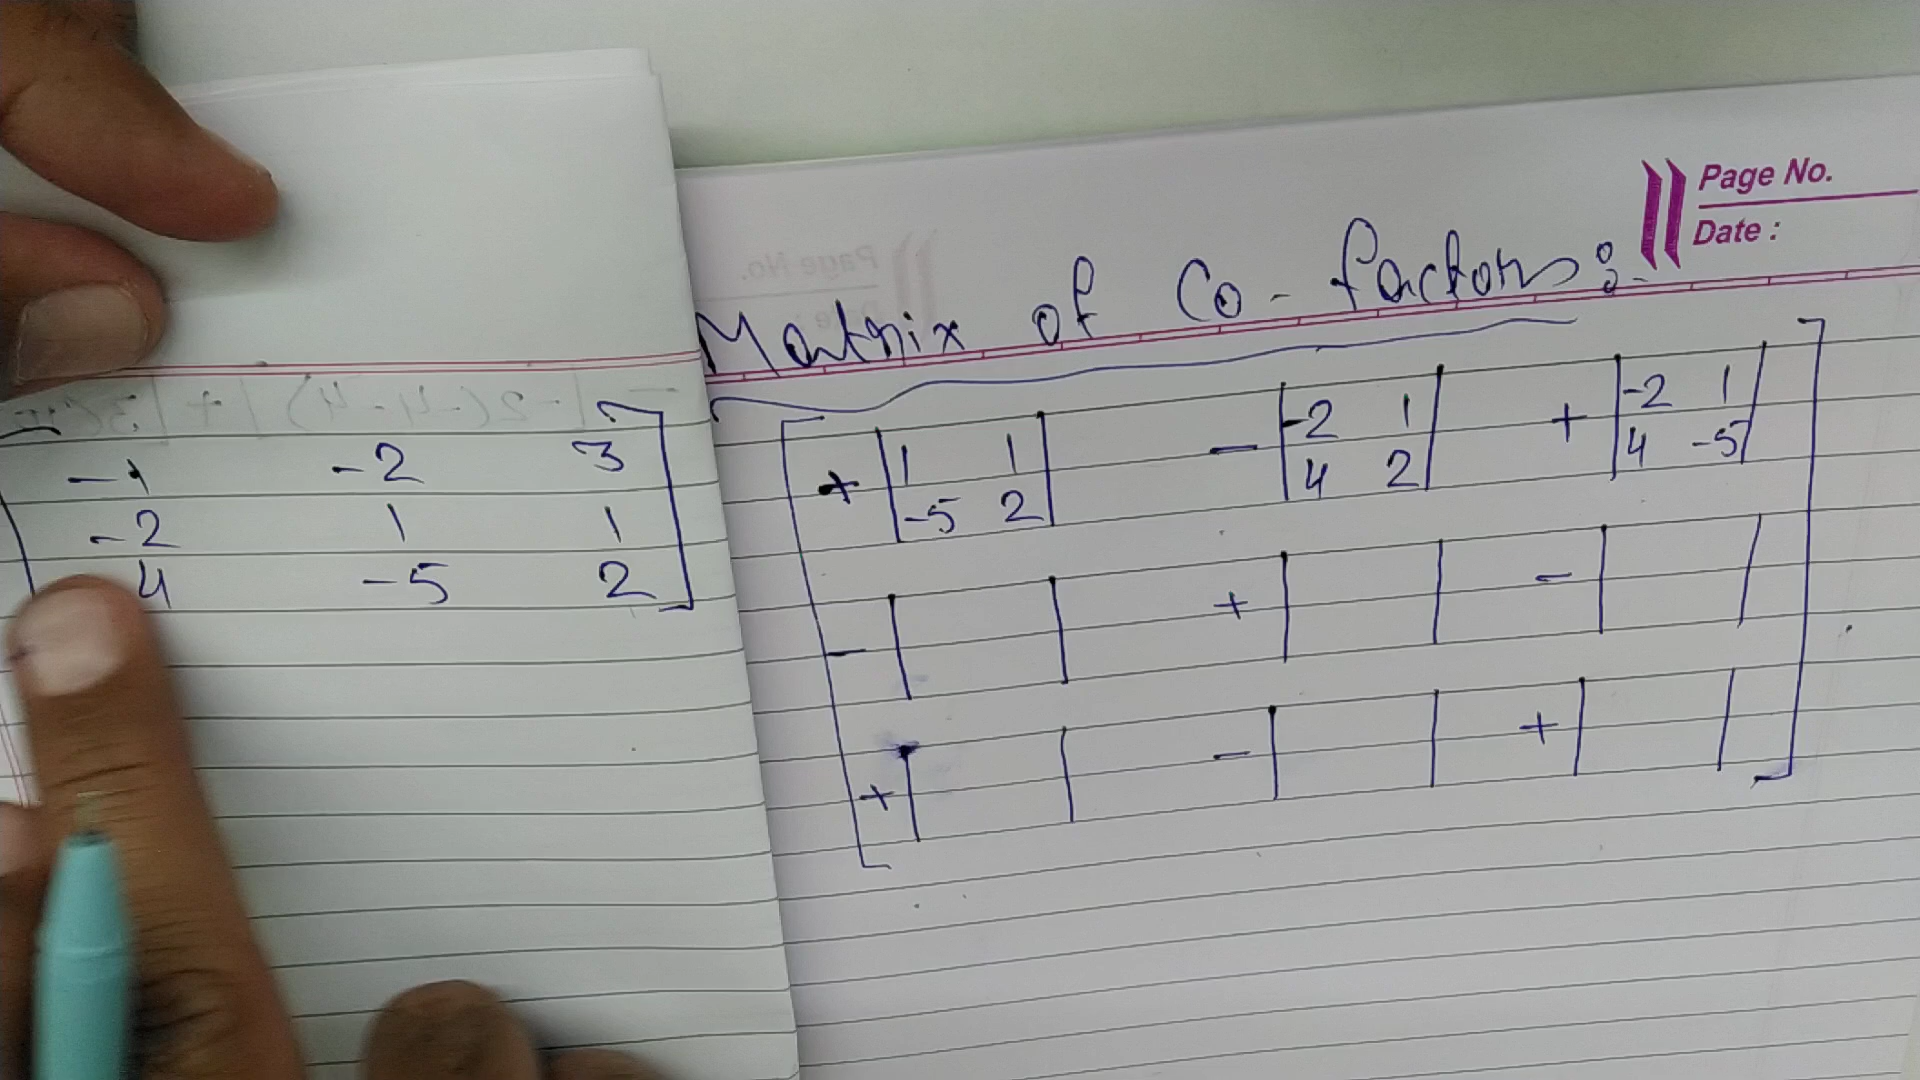 Page No.
Date :
Matrix of Co-factors:-
-1 -2 3
-2 1 1
4 -5 2
+ | 1 1 | - | -2 1 | + | -2 1 |
| -5 2 | | 4 2 | | 4 -5 |
- | | + | | - | |
+ | | - | | + | |